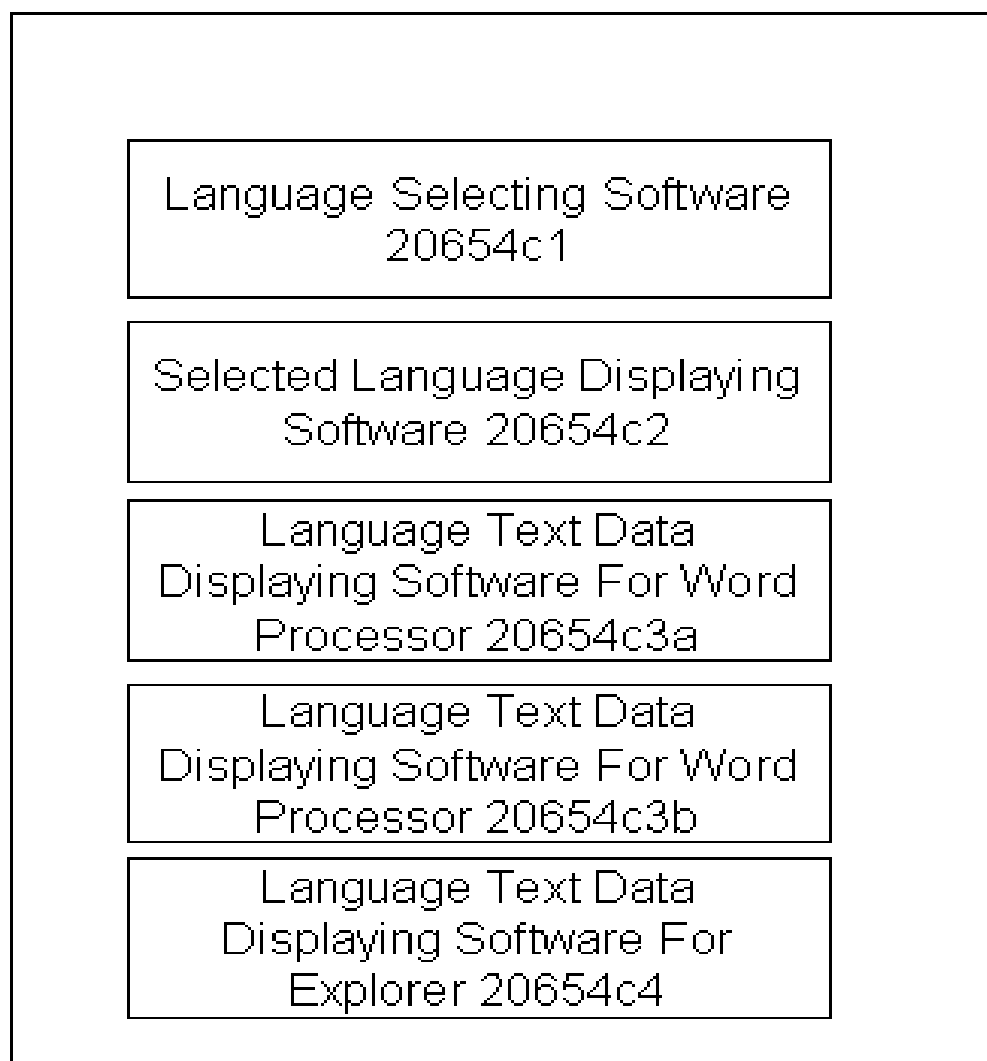 Language Selecting Software
20654c1
Selected Language Displaying
Software 20654c2
Language Text Data
Displaying Software For Word
Processor 20654c3a
Language Text Data
Displaying Software For Word
Processor 20654c3b
Language Text Data
Displaying Software For
Explorer 20654c4